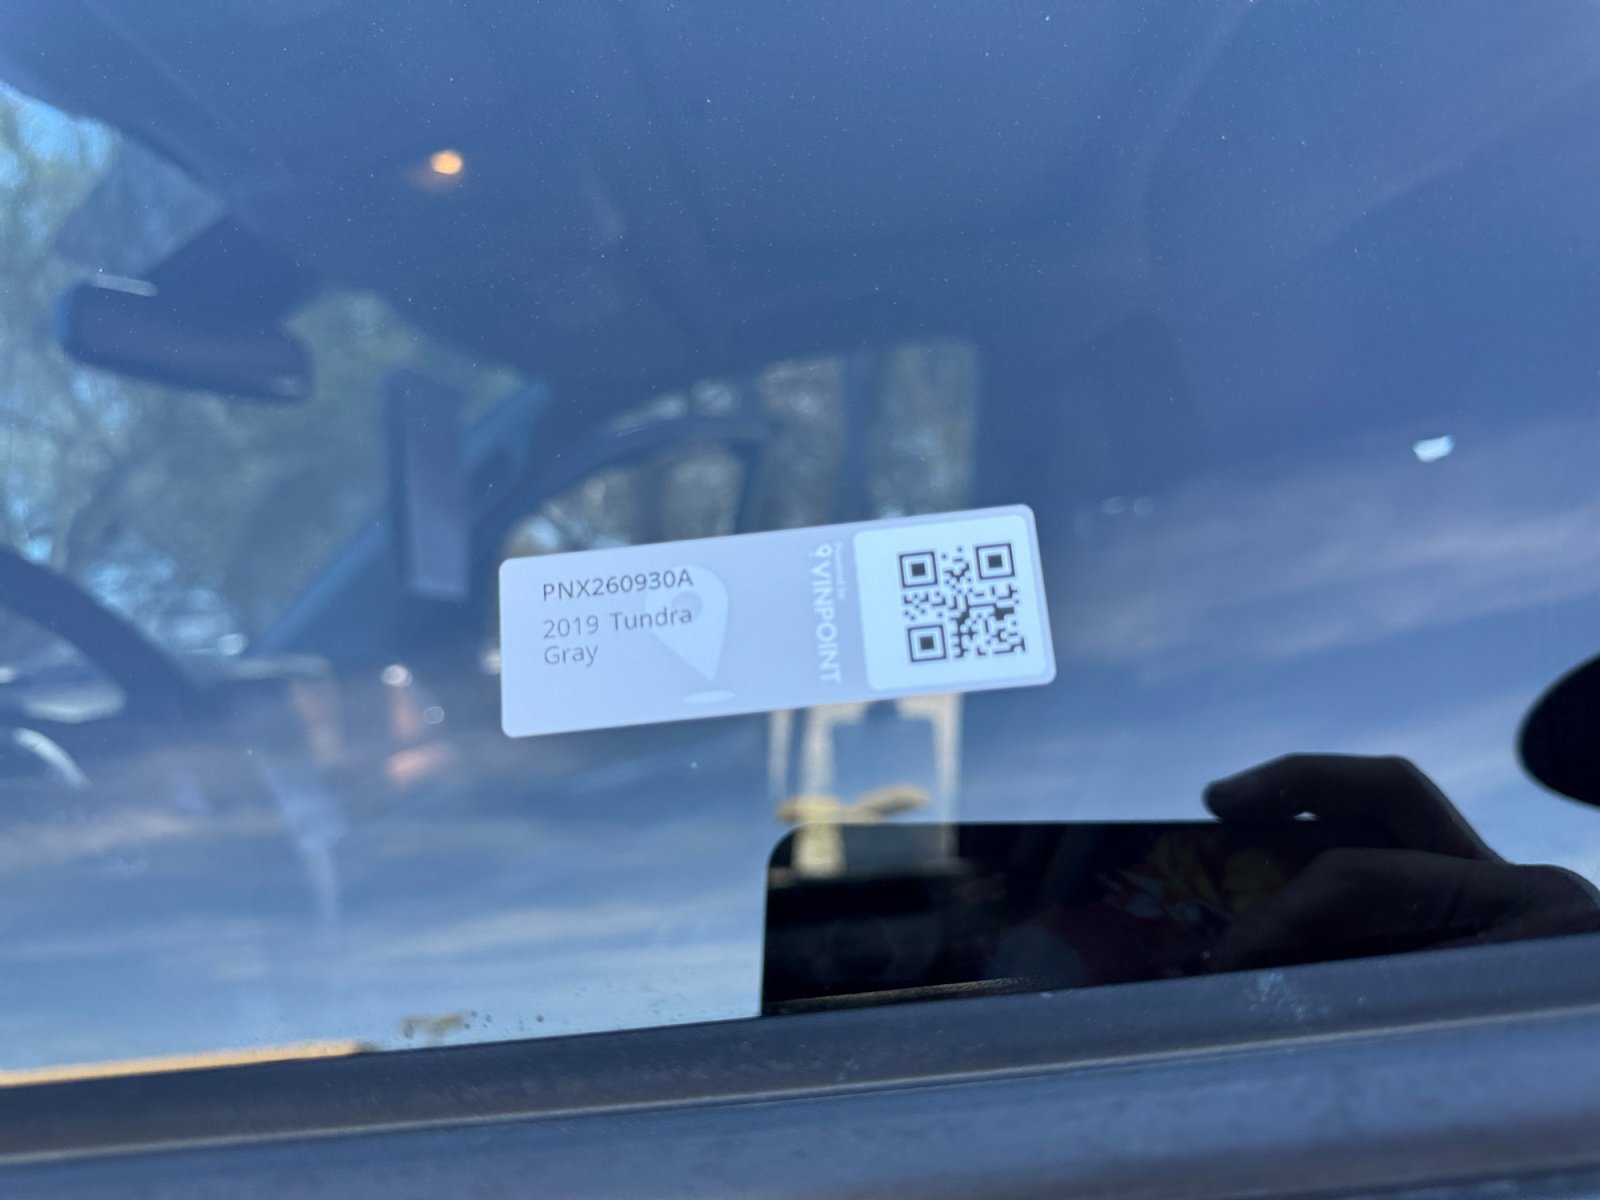 PNX260930A
2019 Tundra
Gray
Powered by
VINPOINT